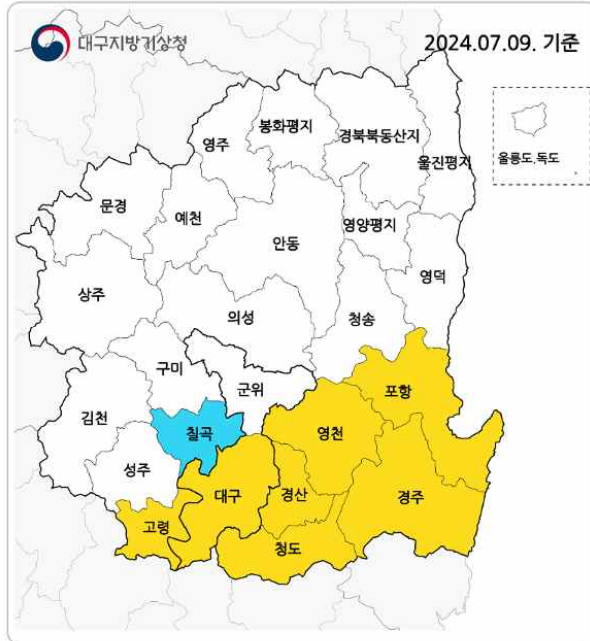 대구지방기상청
2024.07.09. 기준
봉화평지
영주
경북북동산지
울진평지
울릉도.독도
문경
예천
영양평지
안동
영덕
상주
의성
청송
구미
군위
포항
김천
칠곡
영천
성주
대구
경산
경주
고령
청도